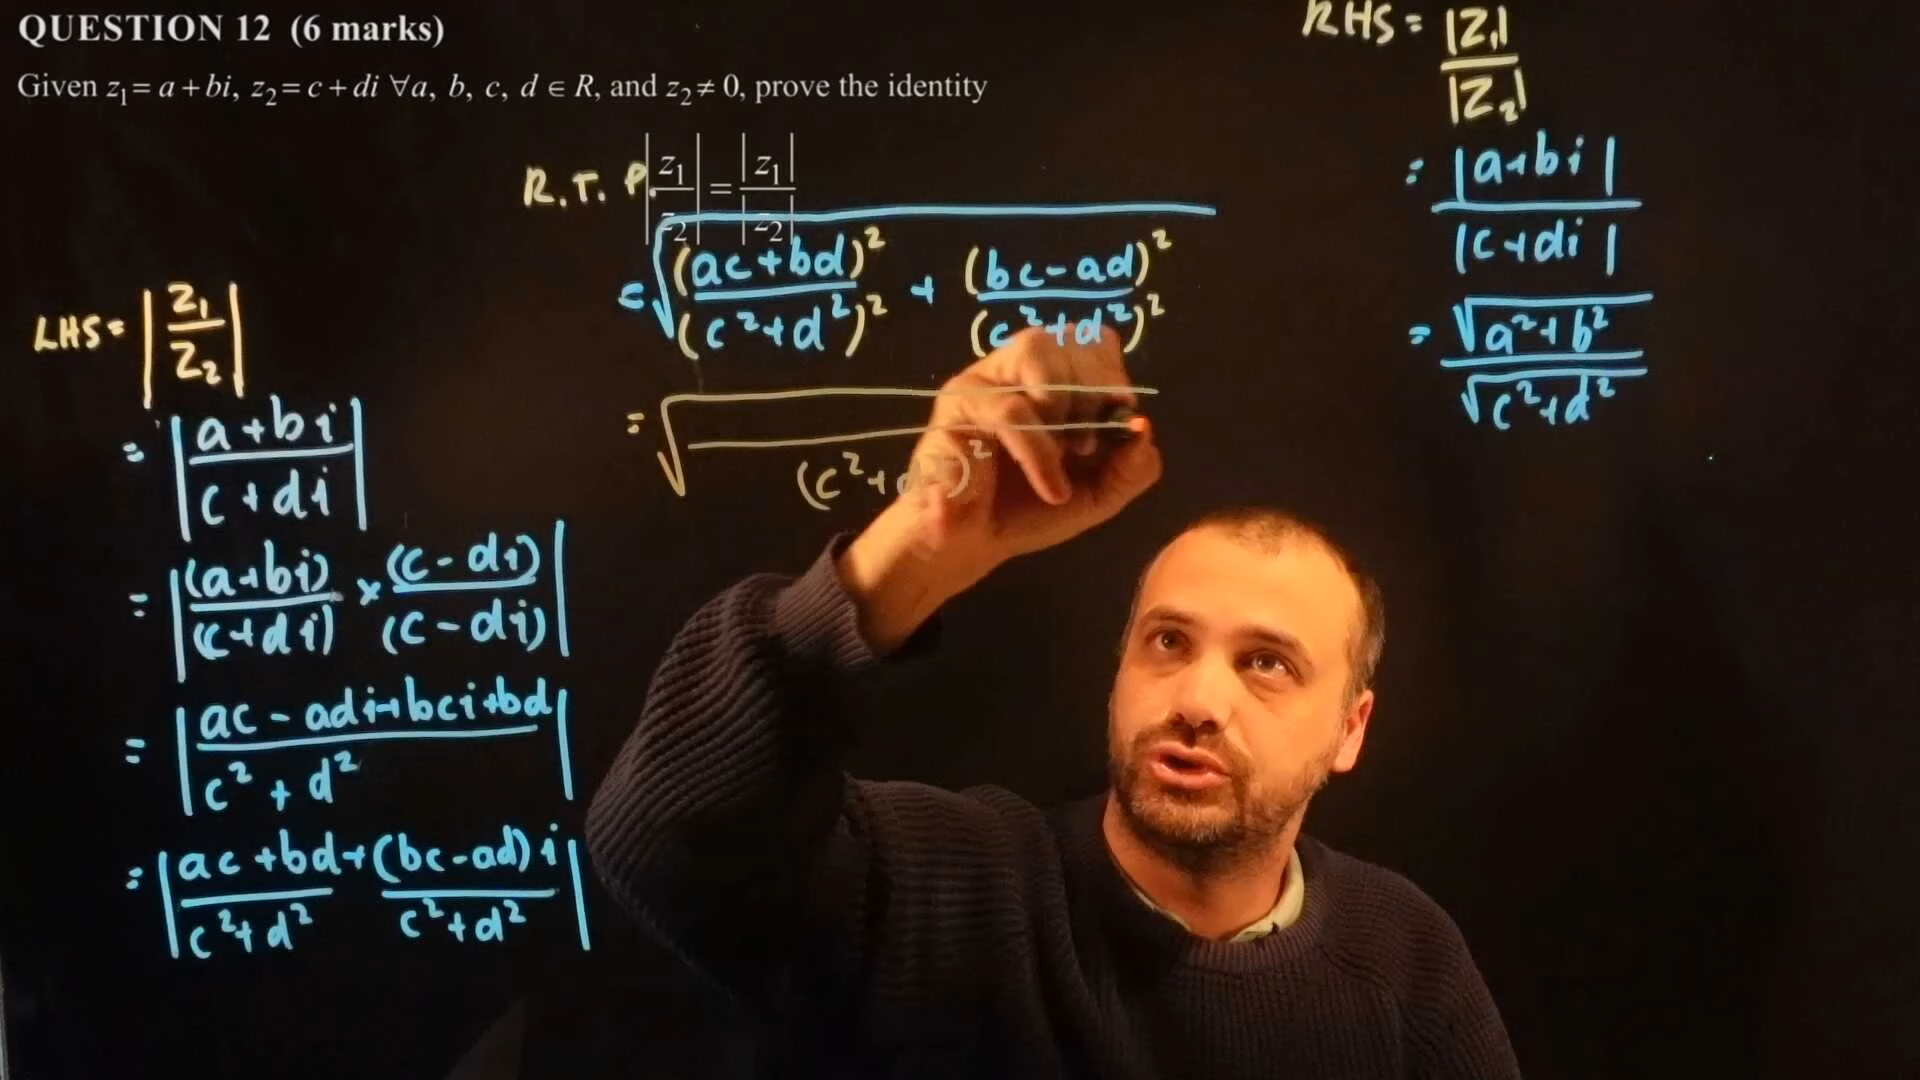 QUESTION 12 (6 marks)
Given z₁ = a + bi, z₂ = c + di ∀a, b, c, d ∈ R, and z₂ ≠ 0, prove the identity
R.T.P. |z₁/z₂| = |z₁|/|z₂|
LHS = |z₁/z₂|
= |(a+bi)/(c+di)|
= |(a+bi)/(c+di) × (c-di)/(c-di)|
= |(ac - adi + bci + bd)/(c² + d²)|
= |(ac+bd)/(c²+d²) + (bc-ad)i/(c²+d²)|
= √((ac+bd)²/(c²+d²)² + (bc-ad)²/(c²+d²)²)
= √( /(c²+d²)²)
RHS = |z₁|/|z₂|
= |a+bi|/|c+di|
= √(a²+b²)/√(c²+d²)